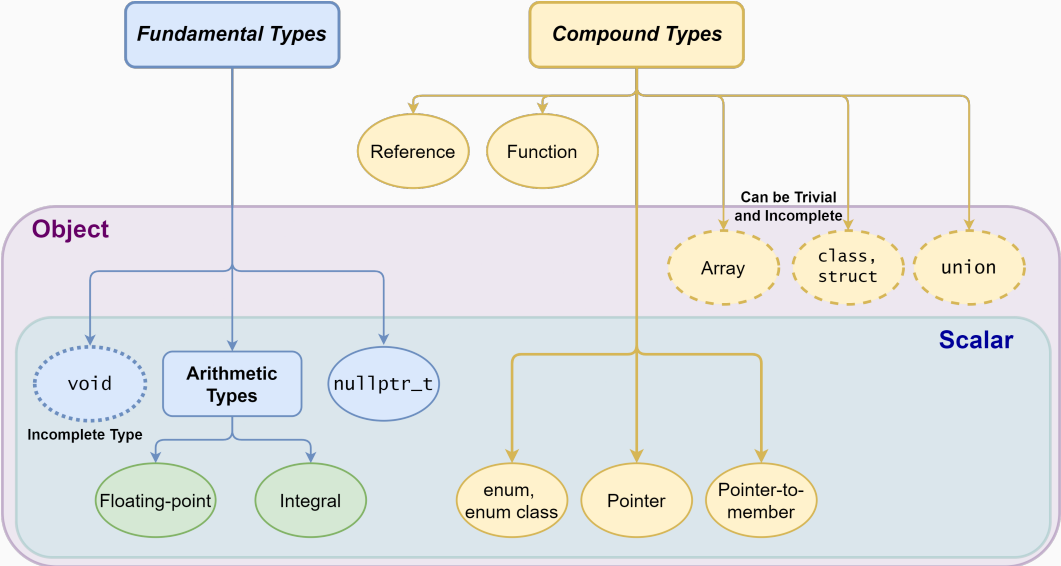 Fundamental Types
Compound Types
Reference
Function
Can be Trivial
and Incomplete
Object
Array
class,
struct
union
Scalar
void
Arithmetic
Types
nullptr_t
Incomplete Type
Floating-point
Integral
enum,
enum class
Pointer
Pointer-to-
member